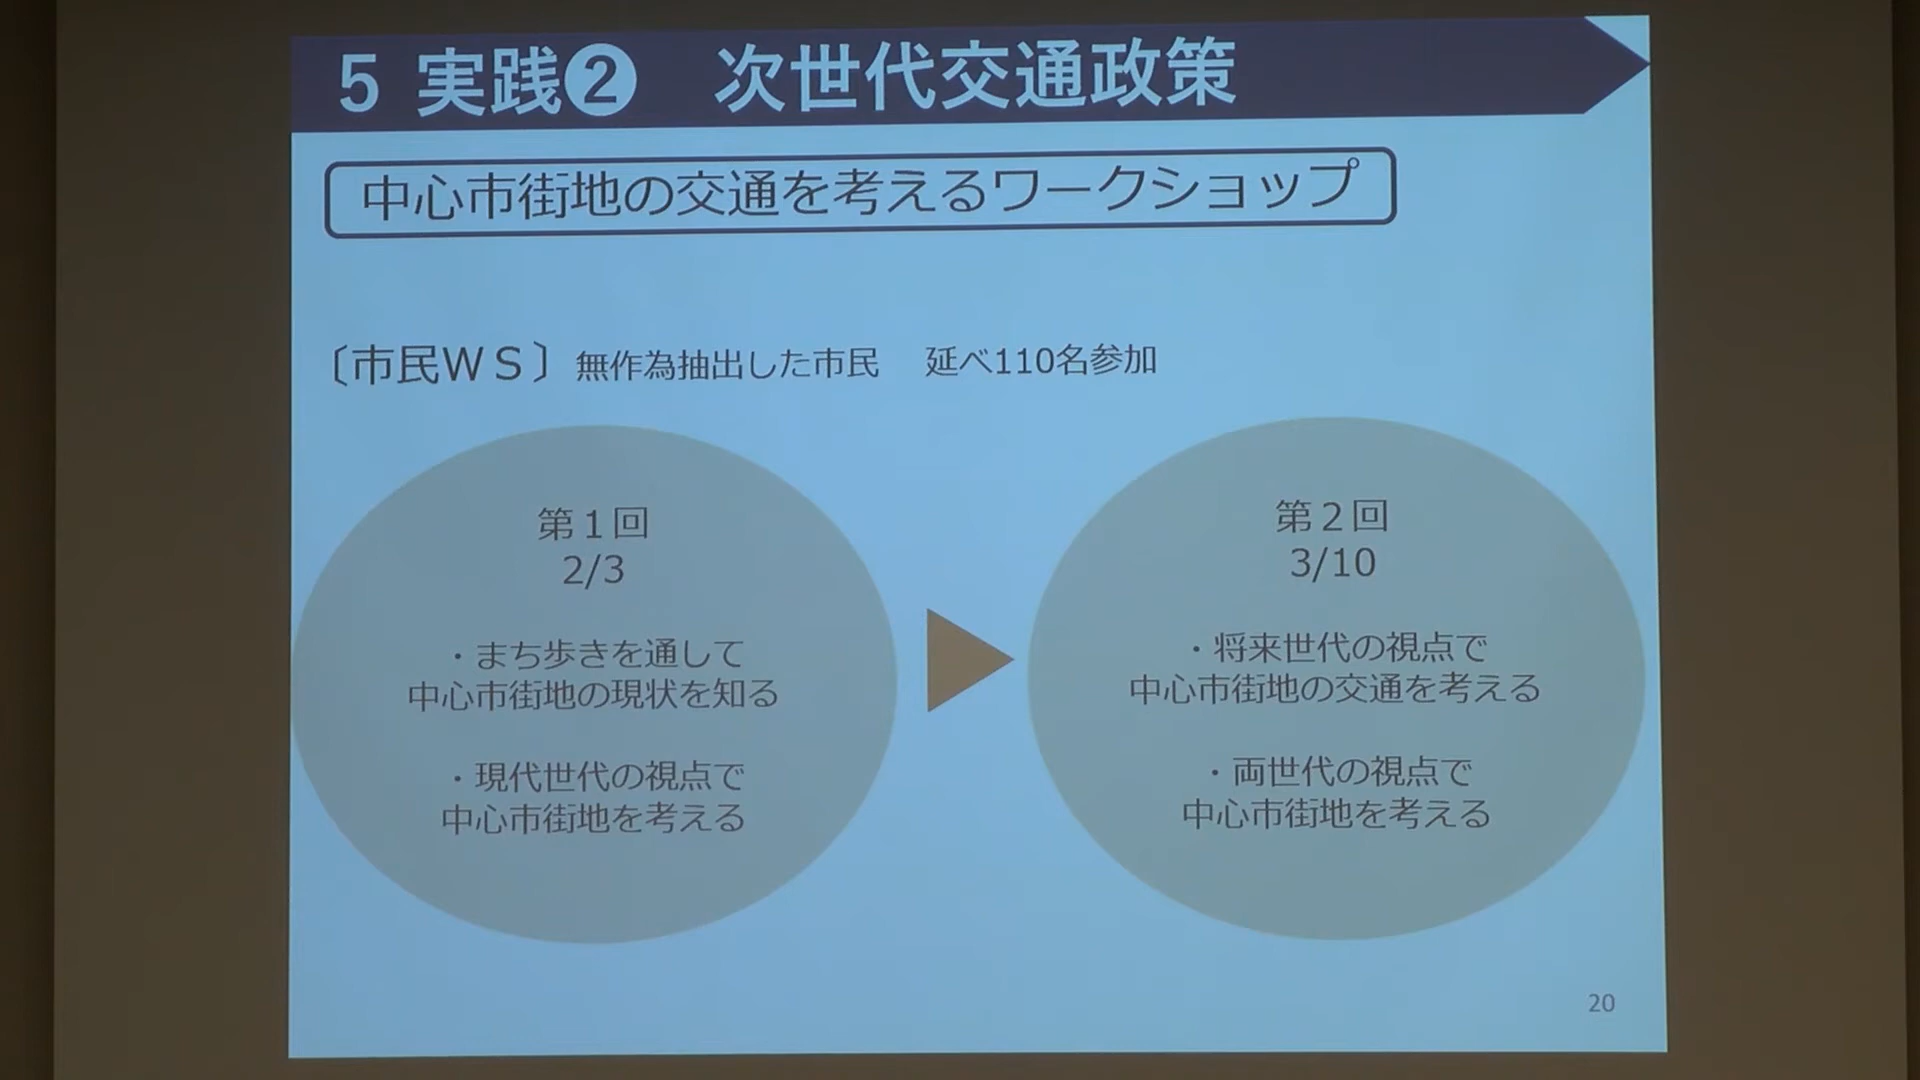 5 実践❷ 次世代交通政策
中心市街地の交通を考えるワークショップ
〔市民ＷＳ〕無作為抽出した市民 延べ110名参加
第１回
2/3
・まち歩きを通して
中心市街地の現状を知る
・現代世代の視点で
中心市街地を考える
第２回
3/10
・将来世代の視点で
中心市街地の交通を考える
・両世代の視点で
中心市街地を考える
20